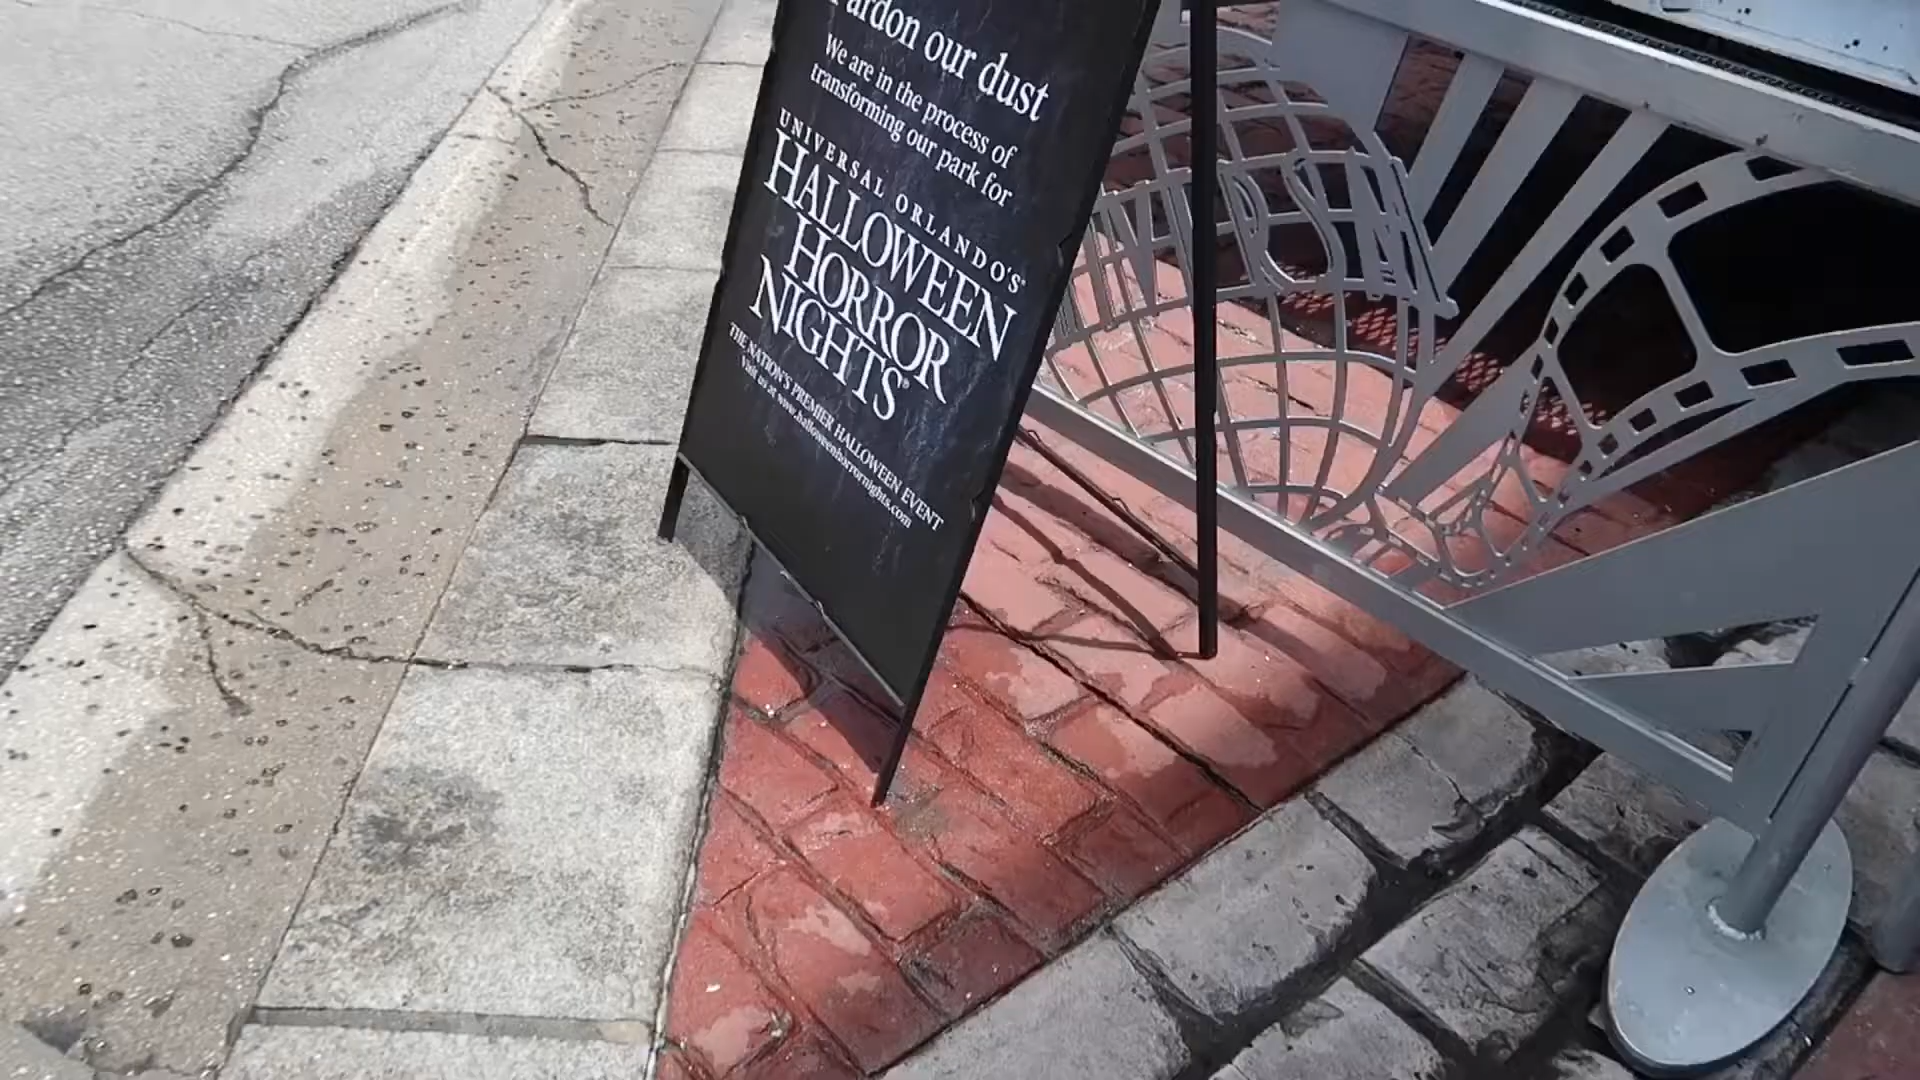 ardon our dust
We are in the process of
transforming our park for
UNIVERSAL ORLANDO'S
HALLOWEEN
HORROR
NIGHTS®
THE NATION'S PREMIER HALLOWEEN EVENT
Visit us at www.halloweenhorrornights.com